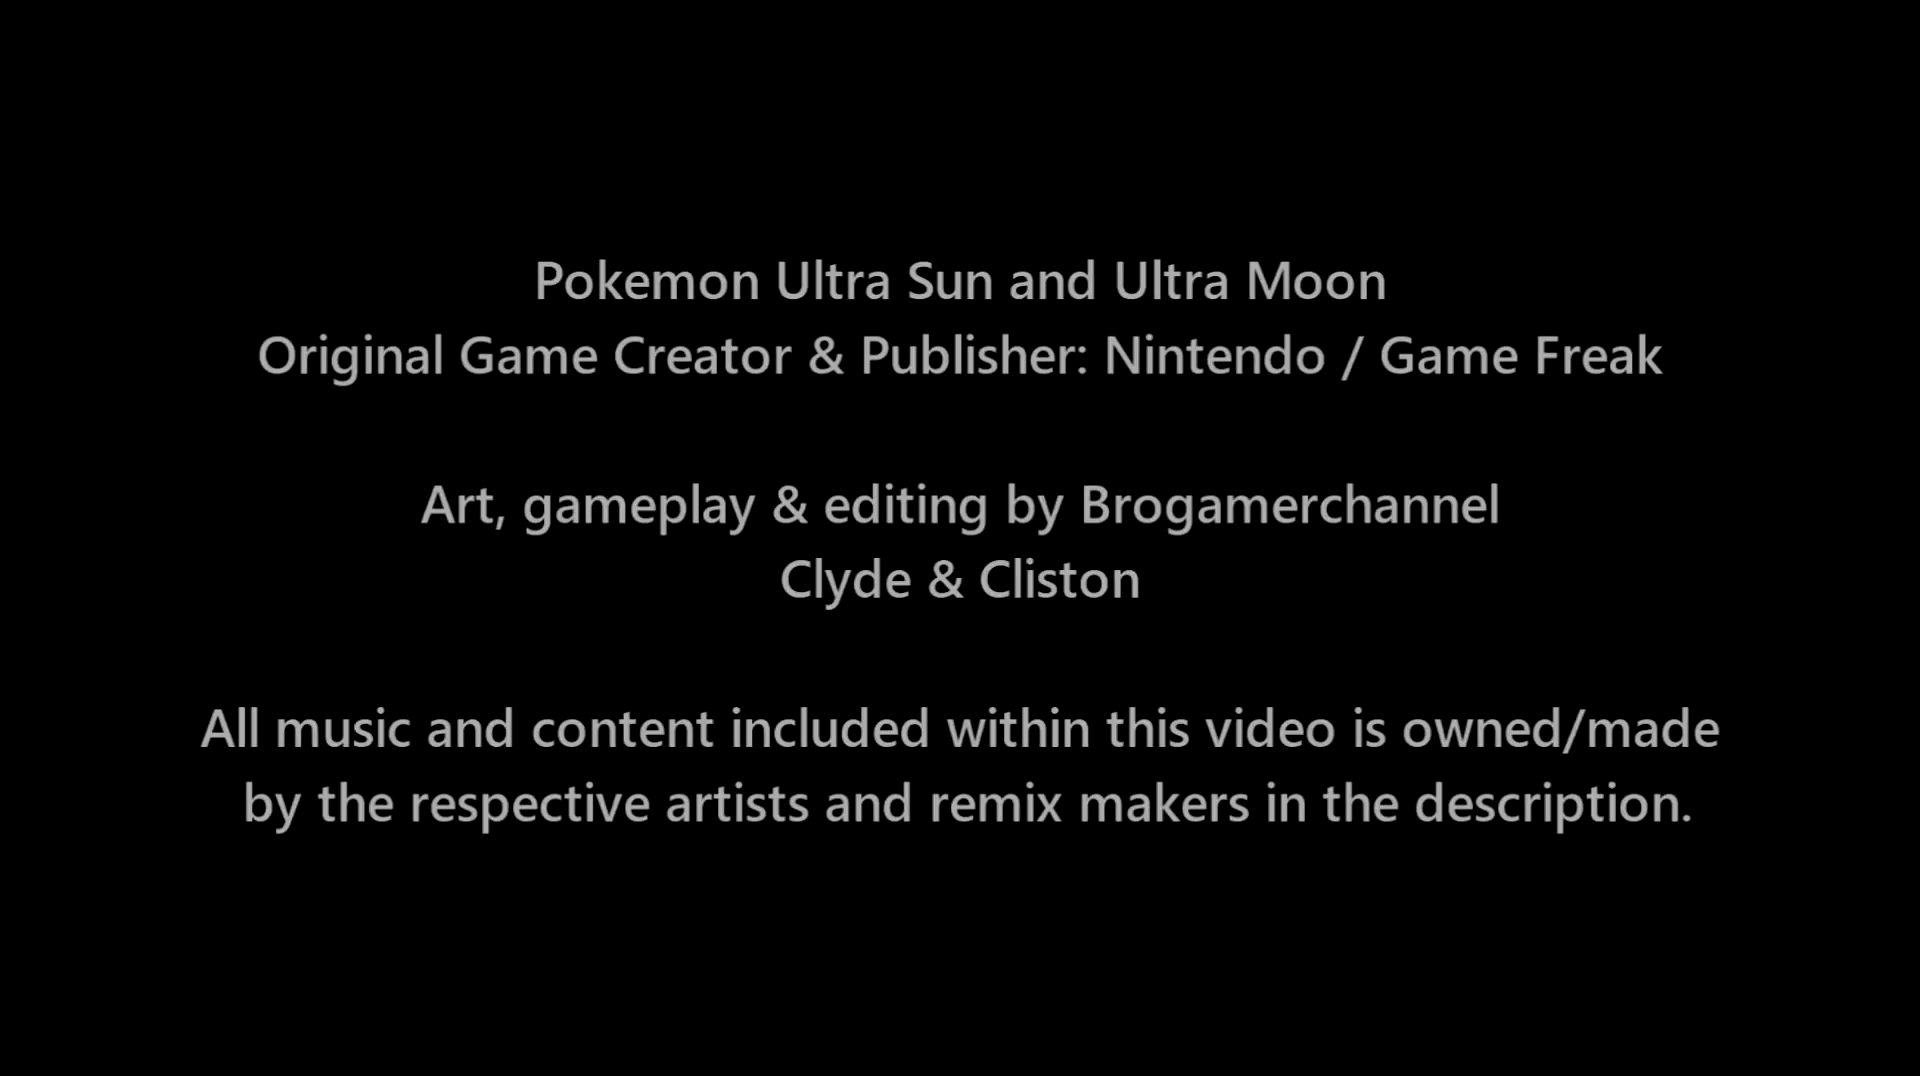 Pokemon Ultra Sun and Ultra Moon
Original Game Creator & Publisher: Nintendo / Game Freak
Art, gameplay & editing by Brogamerchannel
Clyde & Cliston
All music and content included within this video is owned/made
by the respective artists and remix makers in the description.